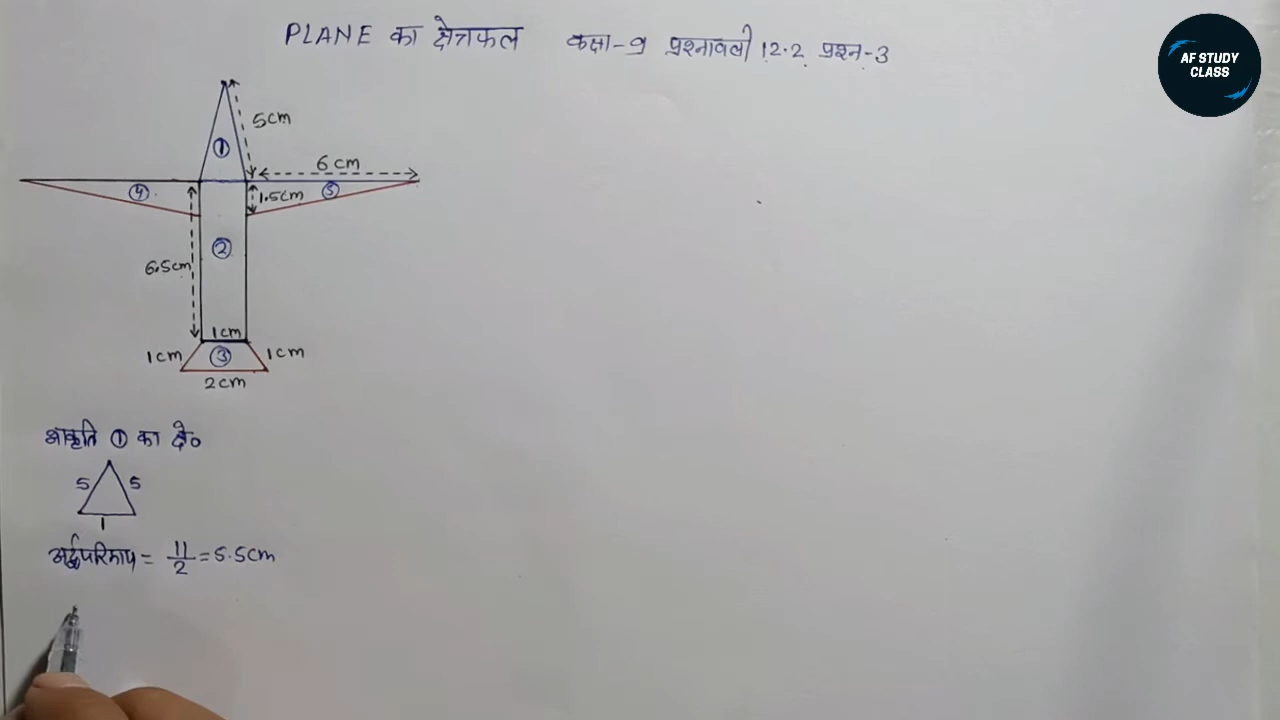 PLANE का क्षेत्रफल कक्षा-9 प्रश्नावली 12.2 प्रश्न-3
AF STUDY
CLASS
5cm
①
6cm
④
1.5cm
⑤
②
6.5cm
1cm
1cm
③
1cm
2cm
आकृति ① का क्षे०
5
5
1
अर्द्धपरिमाप = 11/2 = 5.5cm